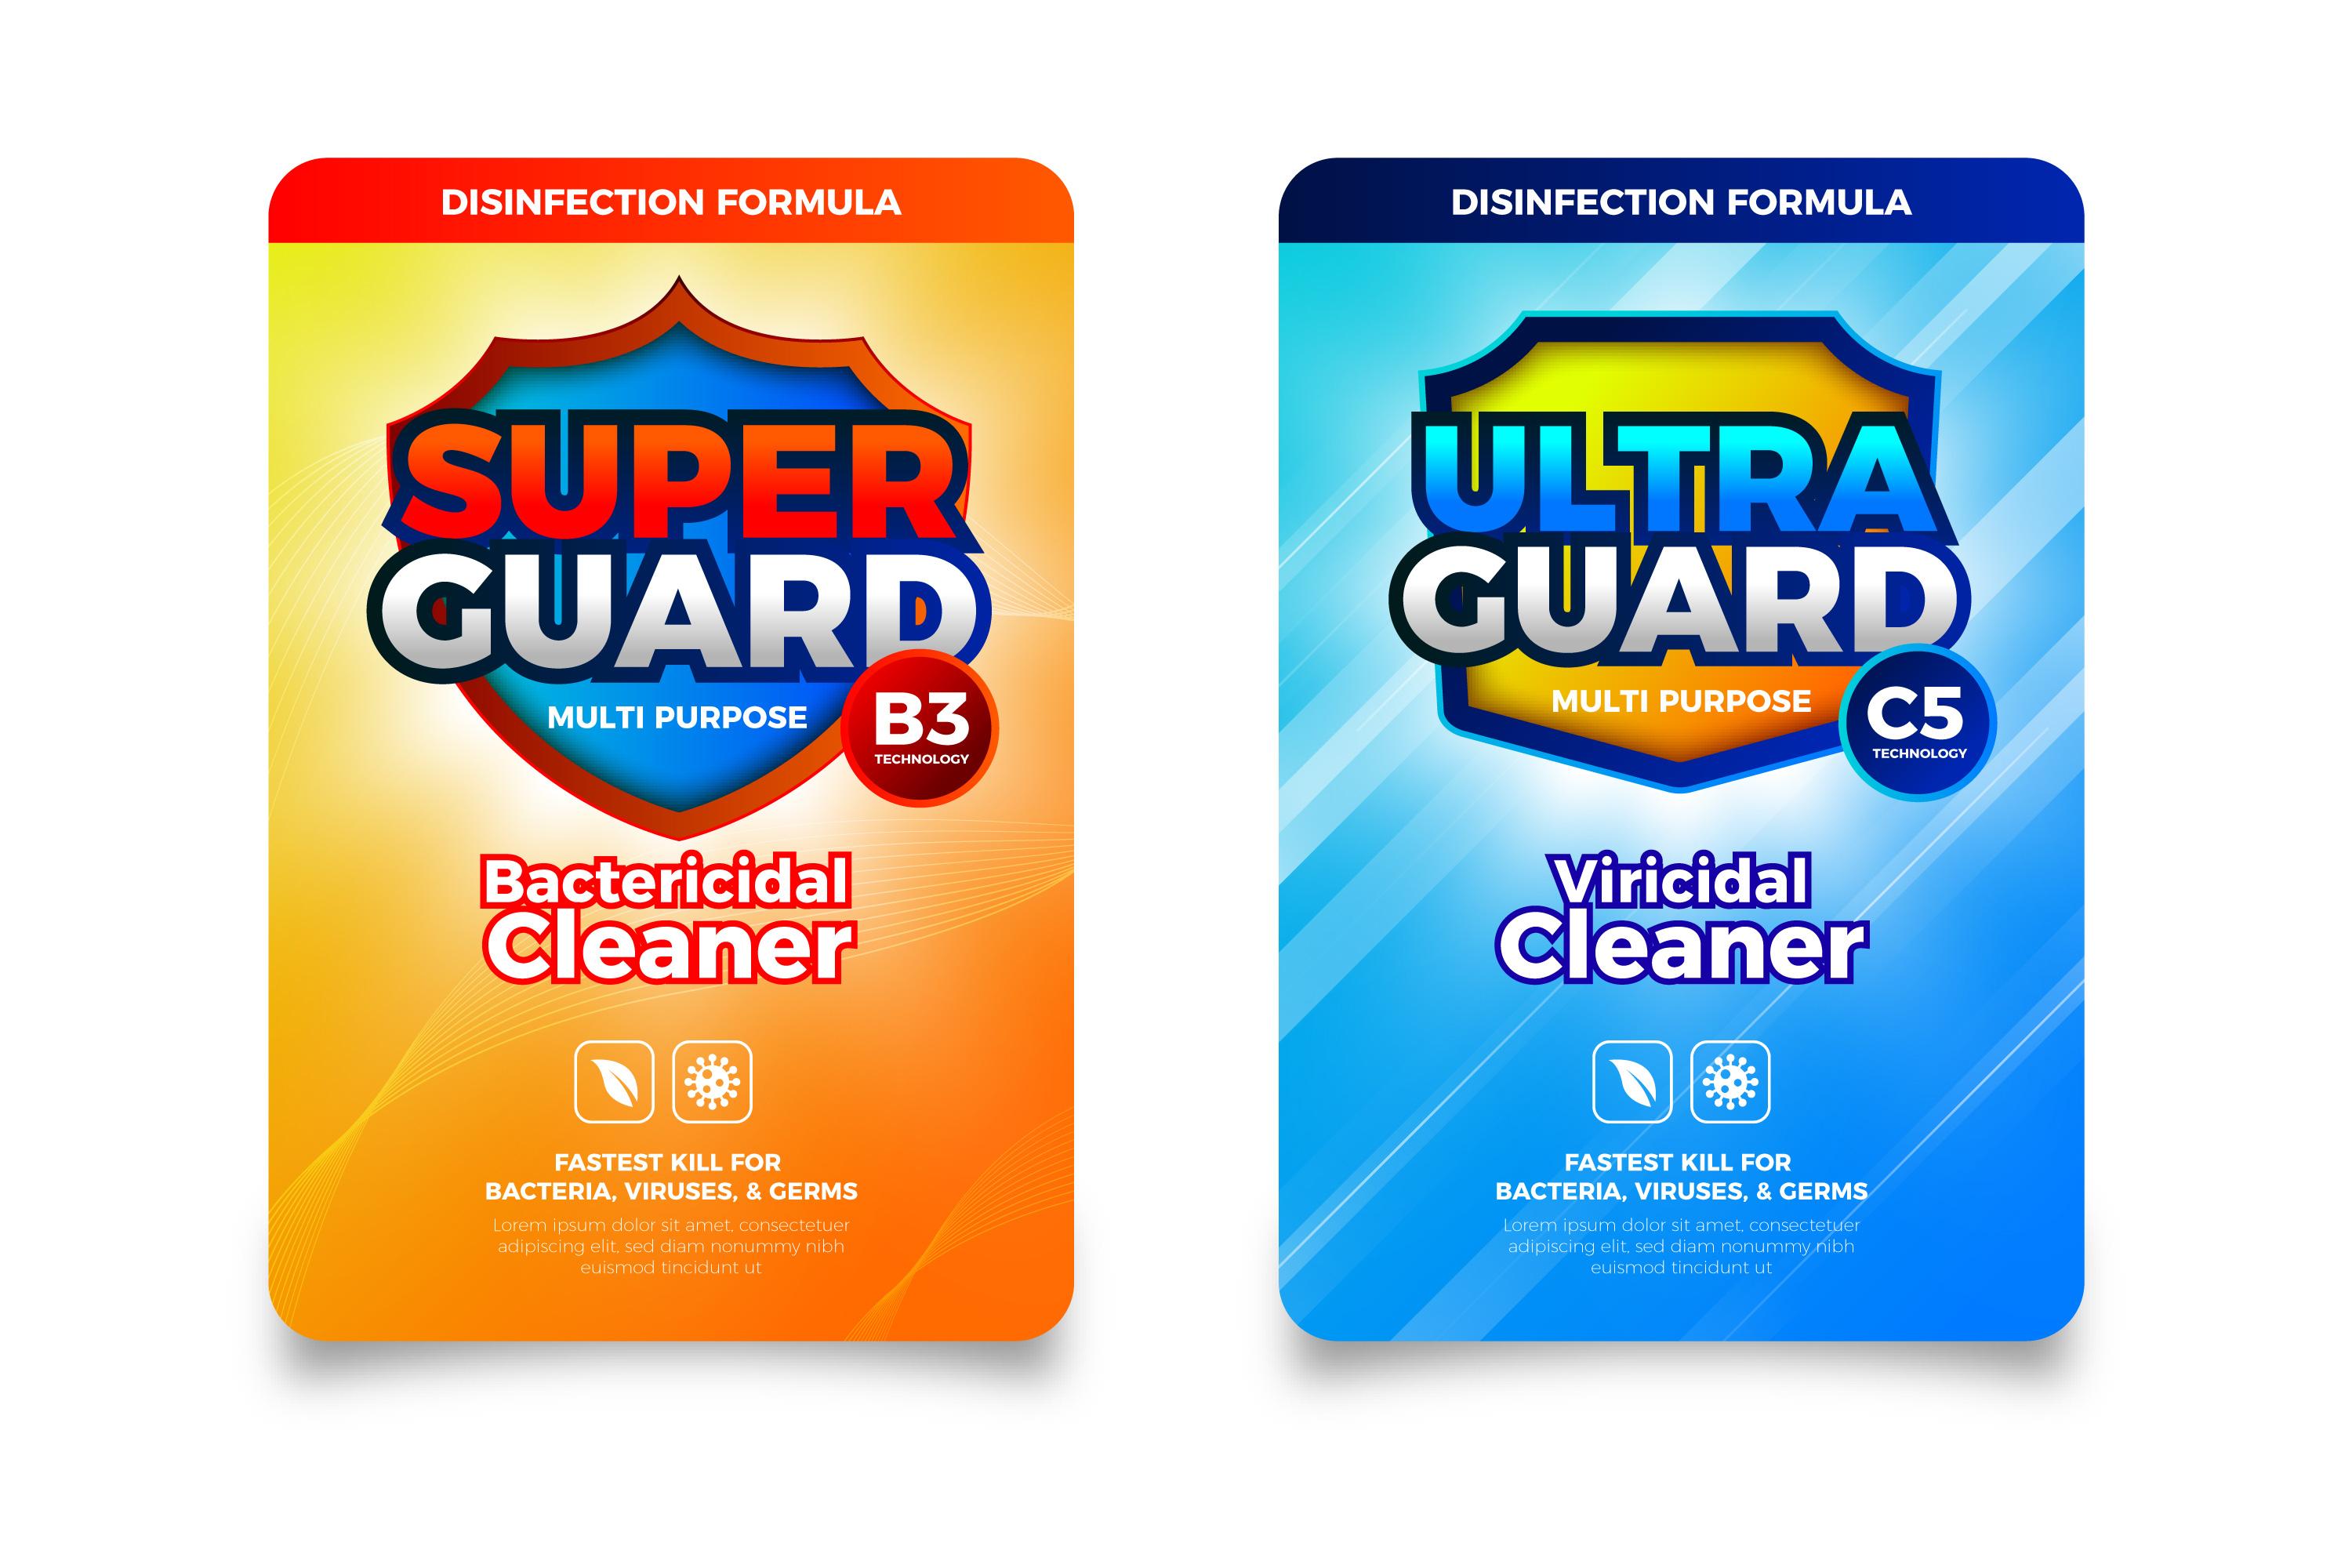 DISINFECTION FORMULA
SUPER
GUARD
MULTI PURPOSE
B3
TECHNOLOGY
Bactericidal
Cleaner
FASTEST KILL FOR
BACTERIA, VIRUSES, & GERMS
Lorem ipsum dolor sit amet, consectetuer
adipiscing elit, sed diam nonummy nibh
euismod tincidunt ut
DISINFECTION FORMULA
ULTRA
GUARD
MULTI PURPOSE
C5
TECHNOLOGY
Viricidal
Cleaner
FASTEST KILL FOR
BACTERIA, VIRUSES, & GERMS
Lorem ipsum dolor sit amet, consectetuer
adipiscing elit, sed diam nonummy nibh
euismod tincidunt ut